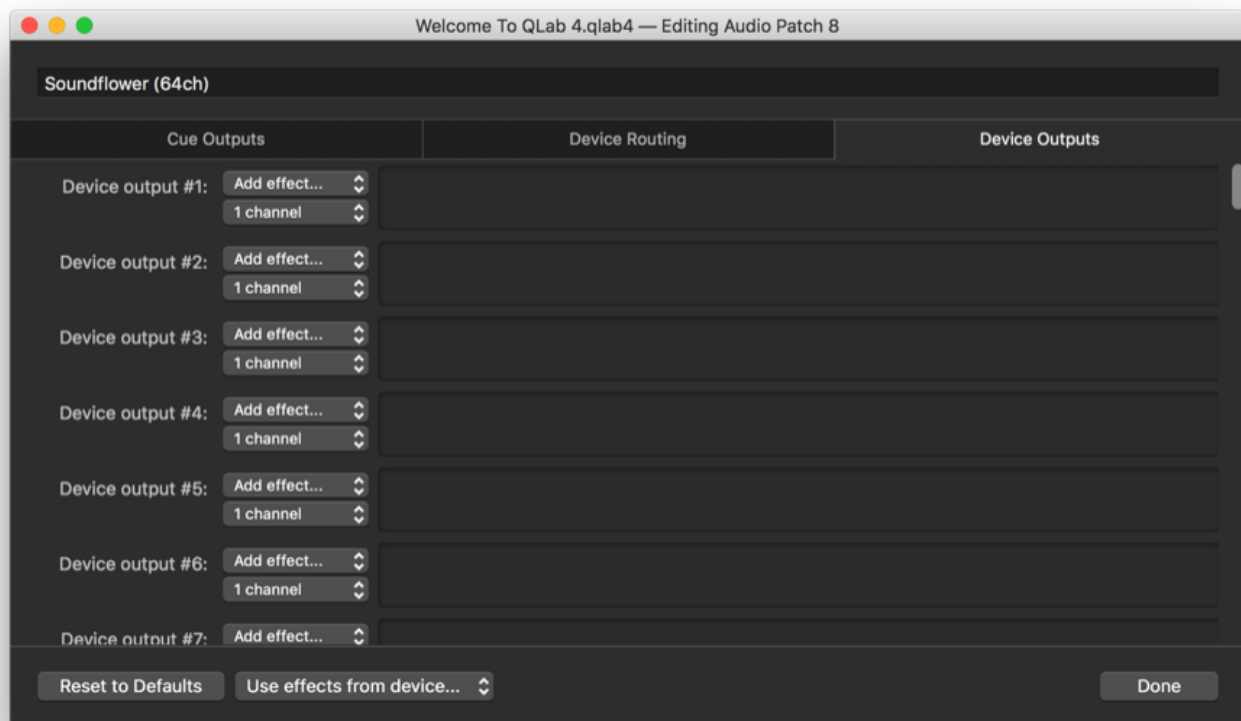 Welcome To QLab 4.qlab4 — Editing Audio Patch 8
Soundflower (64ch)
Cue Outputs
Device Routing
Device Outputs
Device output #1:
Add effect...
1 channel
Device output #2:
Add effect...
1 channel
Device output #3:
Add effect...
1 channel
Device output #4:
Add effect...
1 channel
Device output #5:
Add effect...
1 channel
Device output #6:
Add effect...
1 channel
Device output #7:
Add effect...
Reset to Defaults
Use effects from device...
Done